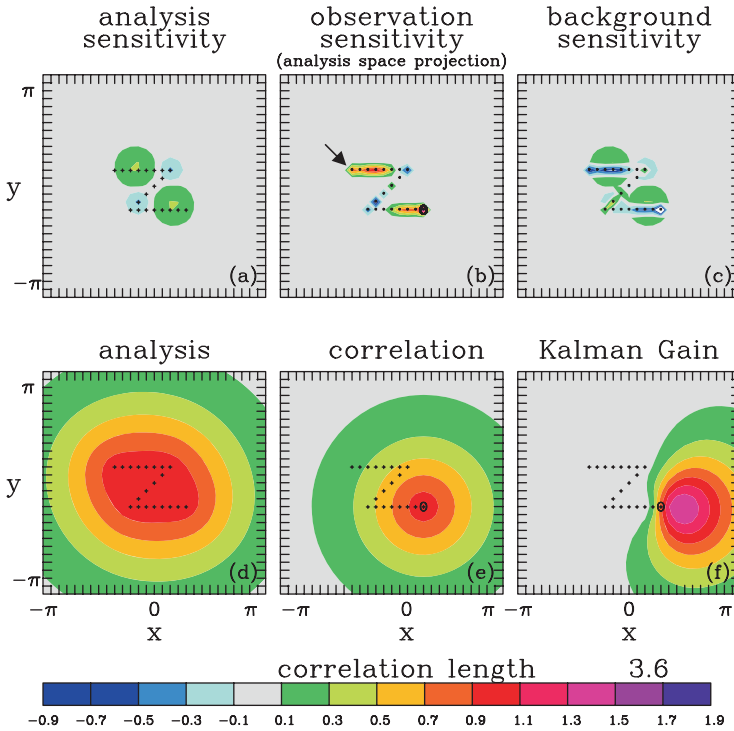 analysis sensitivity
observation sensitivity
(analysis space projection)
background sensitivity
π
y
−π
(a)
(b)
(c)
analysis
correlation
Kalman Gain
π
y
−π
(d)
(e)
(f)
−π 0 π −π 0 π −π 0 π
x x x
correlation length 3.6
−0.9 −0.7 −0.5 −0.3 −0.1 0.1 0.3 0.5 0.7 0.9 1.1 1.3 1.5 1.7 1.9